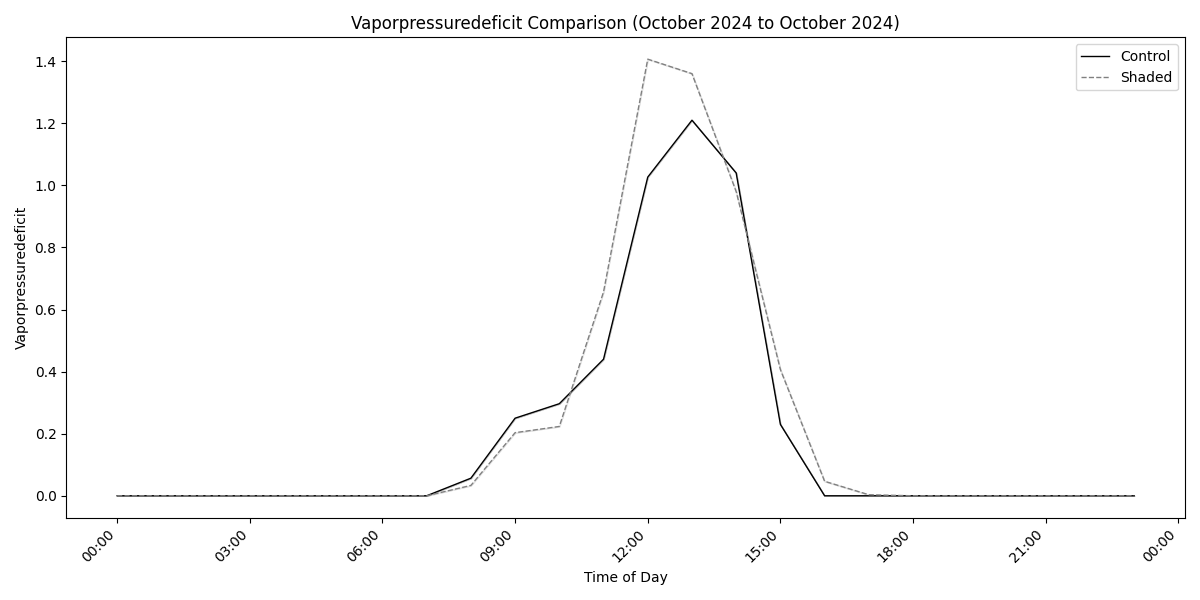 Vaporpressuredeficit Comparison (October 2024 to October 2024)
Control
Shaded
Vaporpressuredeficit
1.4
1.2
1.0
0.8
0.6
0.4
0.2
0.0
00:00 03:00 06:00 09:00 12:00 15:00 18:00 21:00 00:00
Time of Day